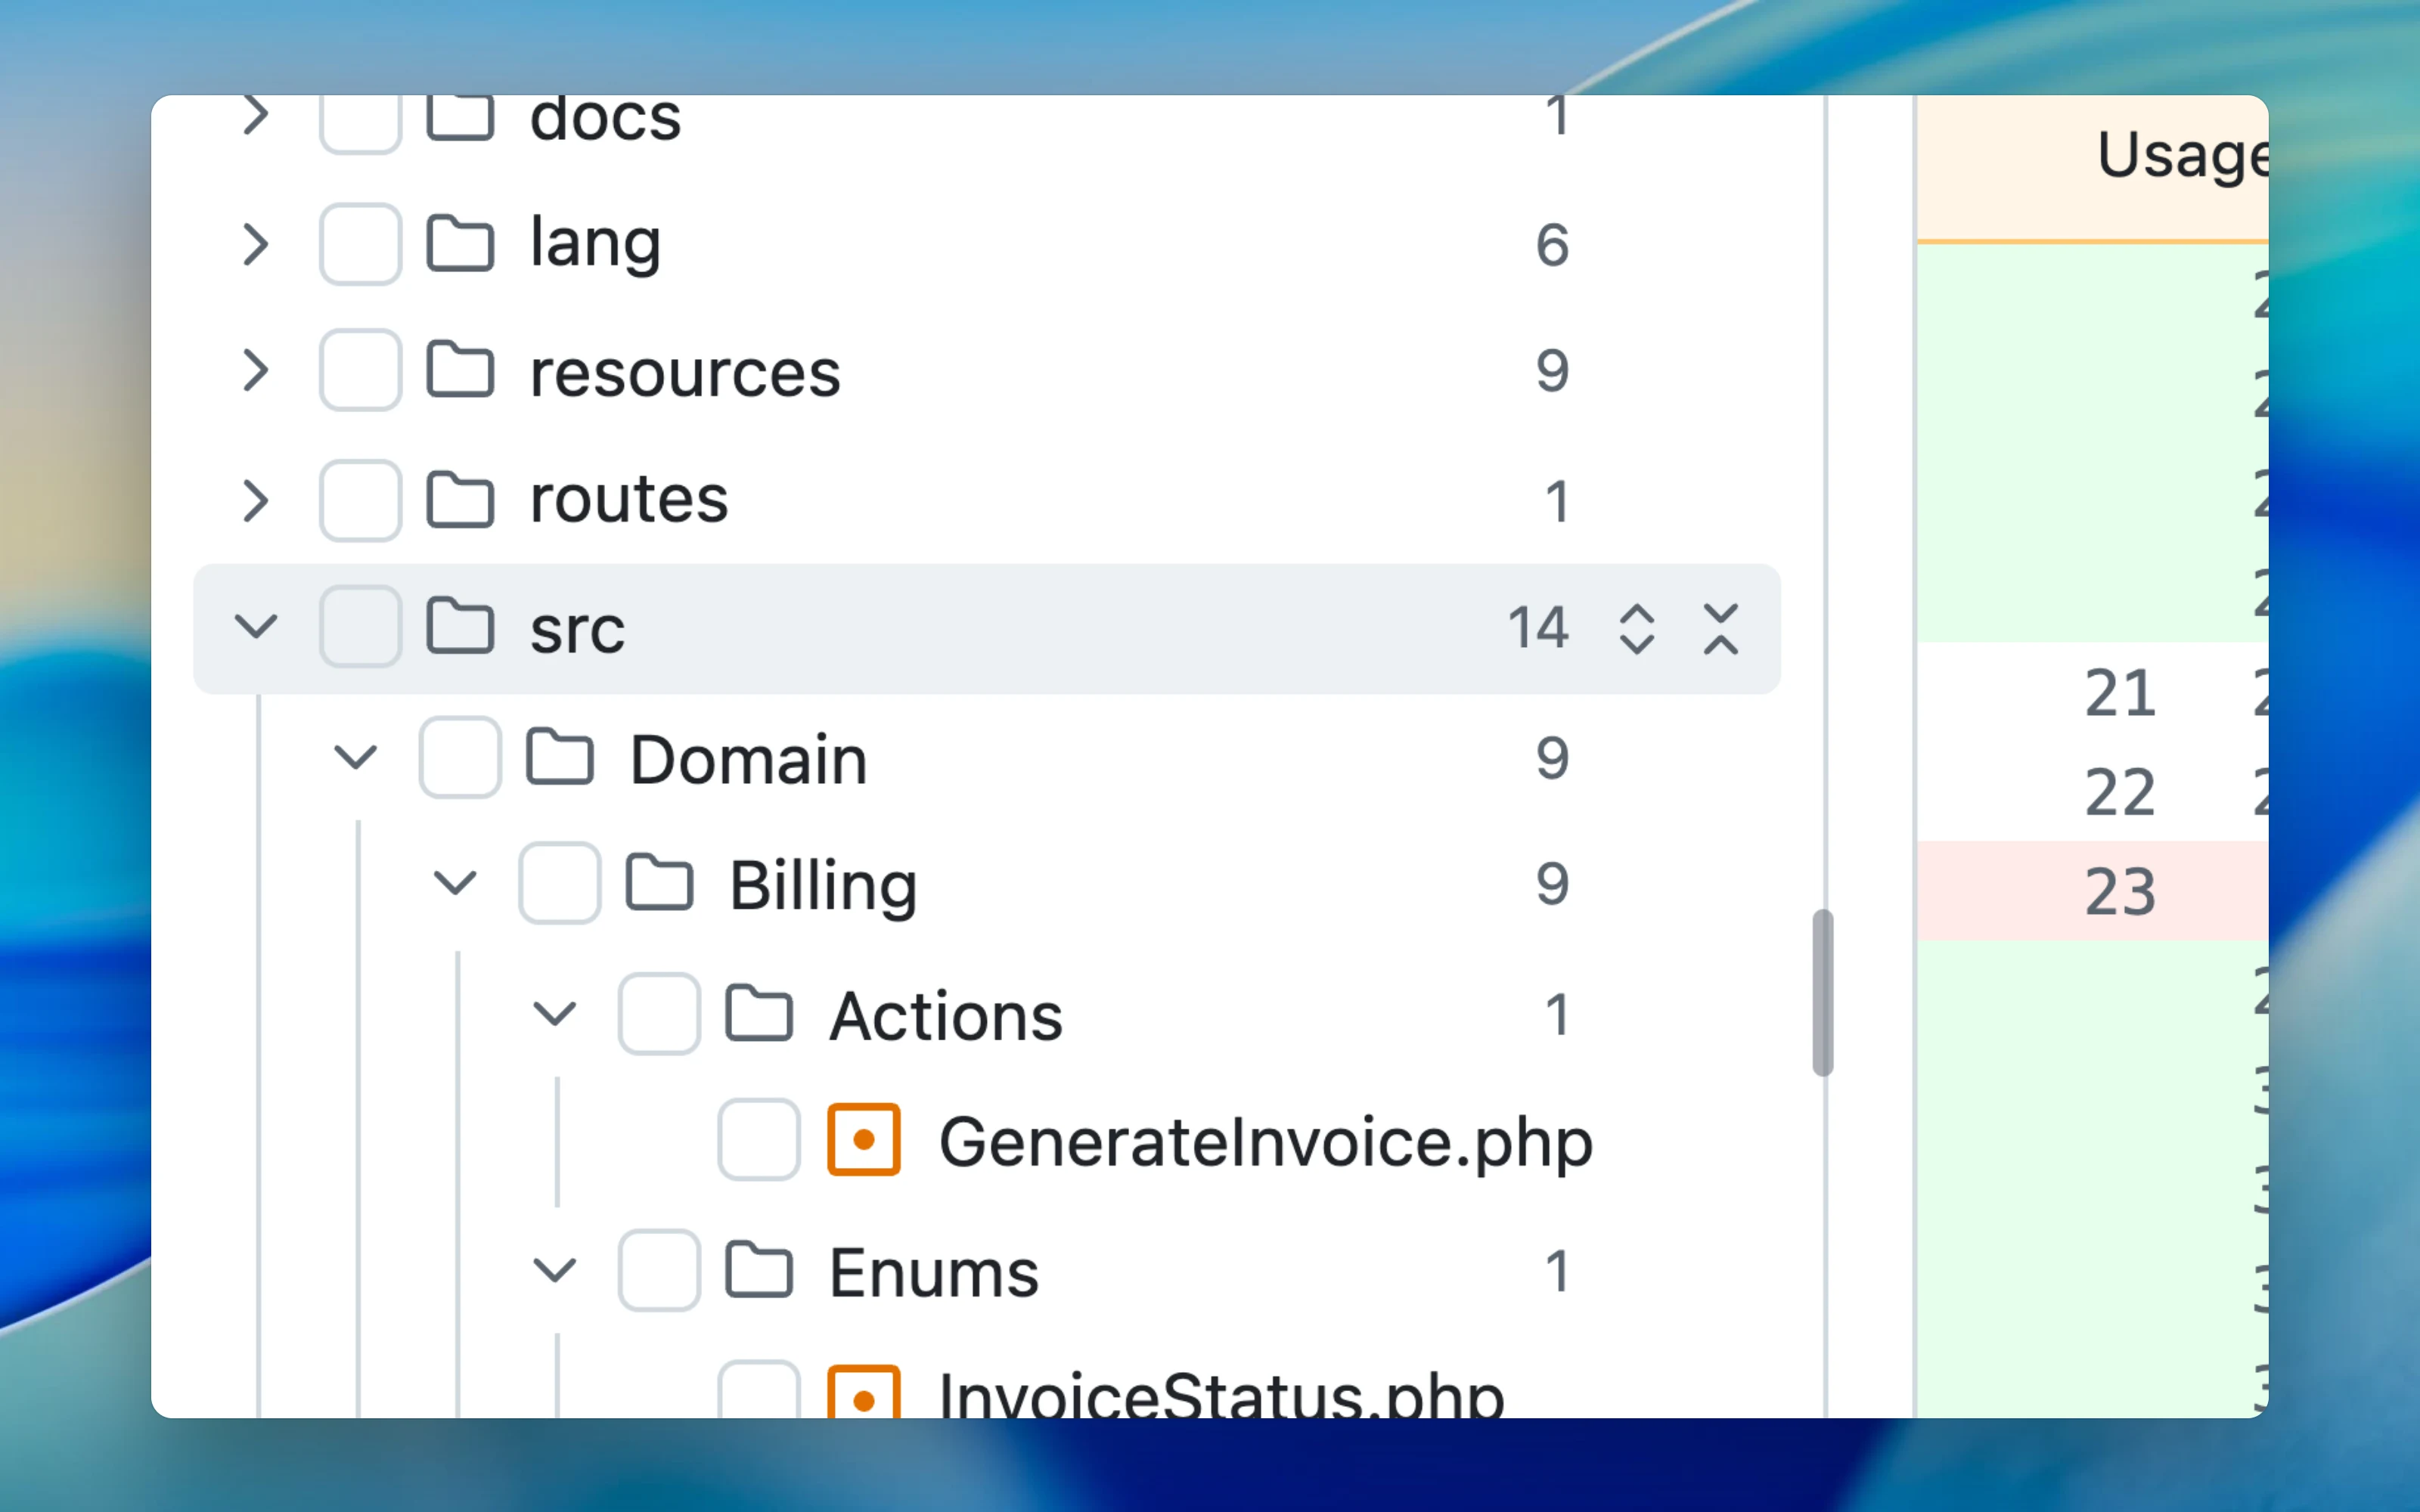 docs 1
lang 6
resources 9
routes 1
src 14
Domain 9
Billing 9
Actions 1
GenerateInvoice.php
Enums 1
InvoiceStatus.php
Usage
21
22
23